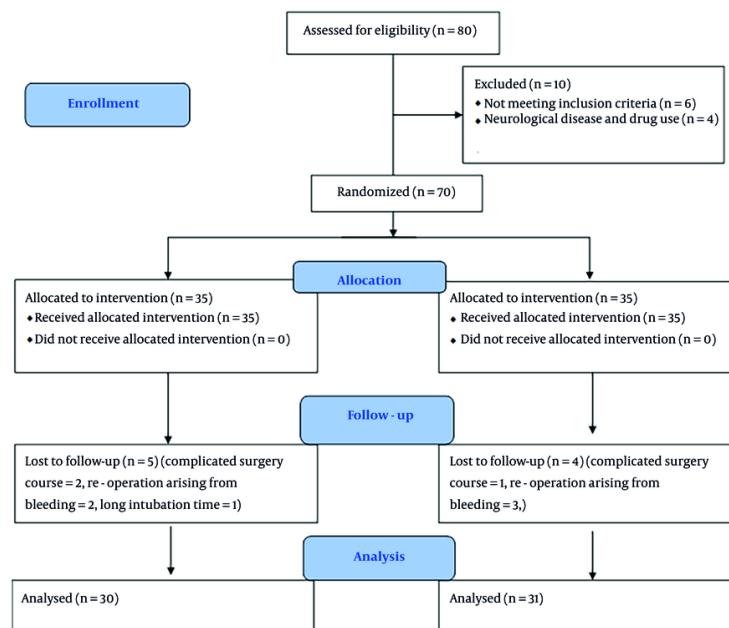 Assessed for eligibility (n = 80)
Enrollment
Excluded (n = 10)
◆ Not meeting inclusion criteria (n = 6)
◆ Neurological disease and drug use (n = 4)
Randomized (n = 70)
Allocation
Allocated to intervention (n = 35)
◆ Received allocated intervention (n = 35)
◆ Did not receive allocated intervention (n = 0)
Allocated to intervention (n = 35)
◆ Received allocated intervention (n = 35)
◆ Did not receive allocated intervention (n = 0)
Follow - up
Lost to follow-up (n = 5) (complicated surgery
course = 2, re - operation arising from
bleeding = 2, long intubation time = 1)
Lost to follow-up (n = 4) (complicated surgery
course = 1, re - operation arising from
bleeding = 3,)
Analysis
Analysed (n = 30)
Analysed (n = 31)